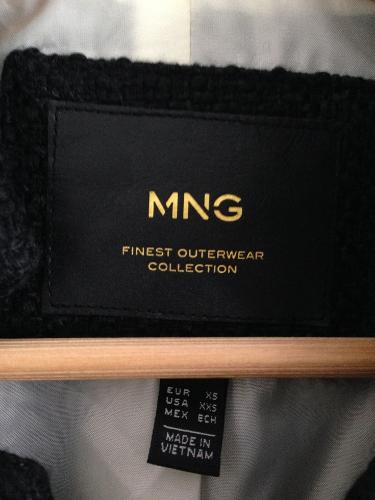 MNG
FINEST OUTERWEAR
COLLECTION
EUR XS
USA XXS
MEX ECH
MADE IN
VIETNAM